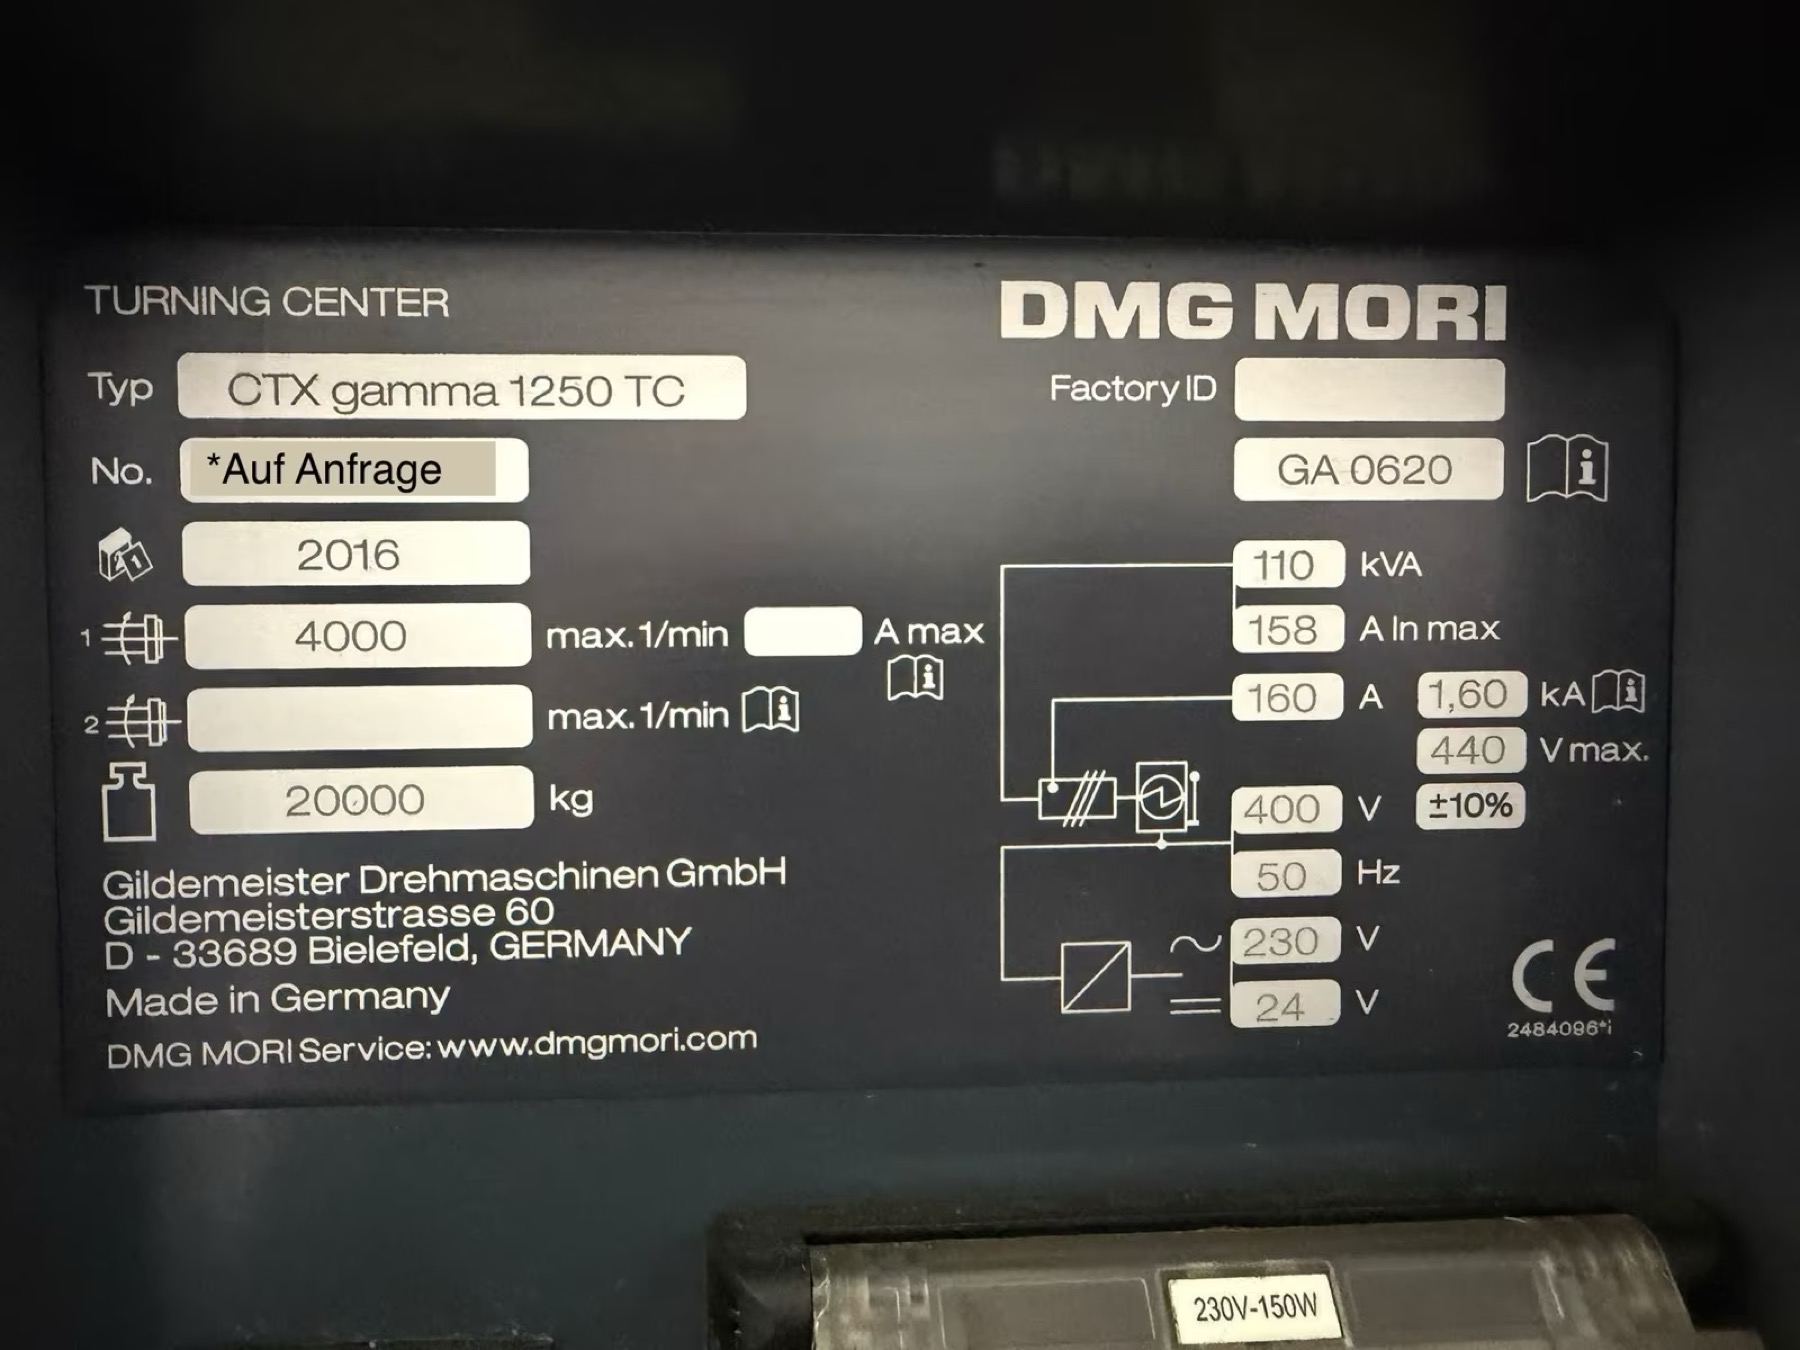 TURNING CENTER
DMG MORI
Typ CTX gamma 1250 TC
Factory ID
No. *Auf Anfrage
GA 0620
2016
110 kVA
1 4000 max. 1/min A max
158 A In max
2 max. 1/min
160 A 1,60 kA
440 V max.
20000 kg
400 V ±10%
50 Hz
230 V
24 V
Gildemeister Drehmaschinen GmbH
Gildemeisterstrasse 60
D - 33689 Bielefeld, GERMANY
Made in Germany
DMG MORI Service: www.dmgmori.com
CE
2484096*i
230V-150W